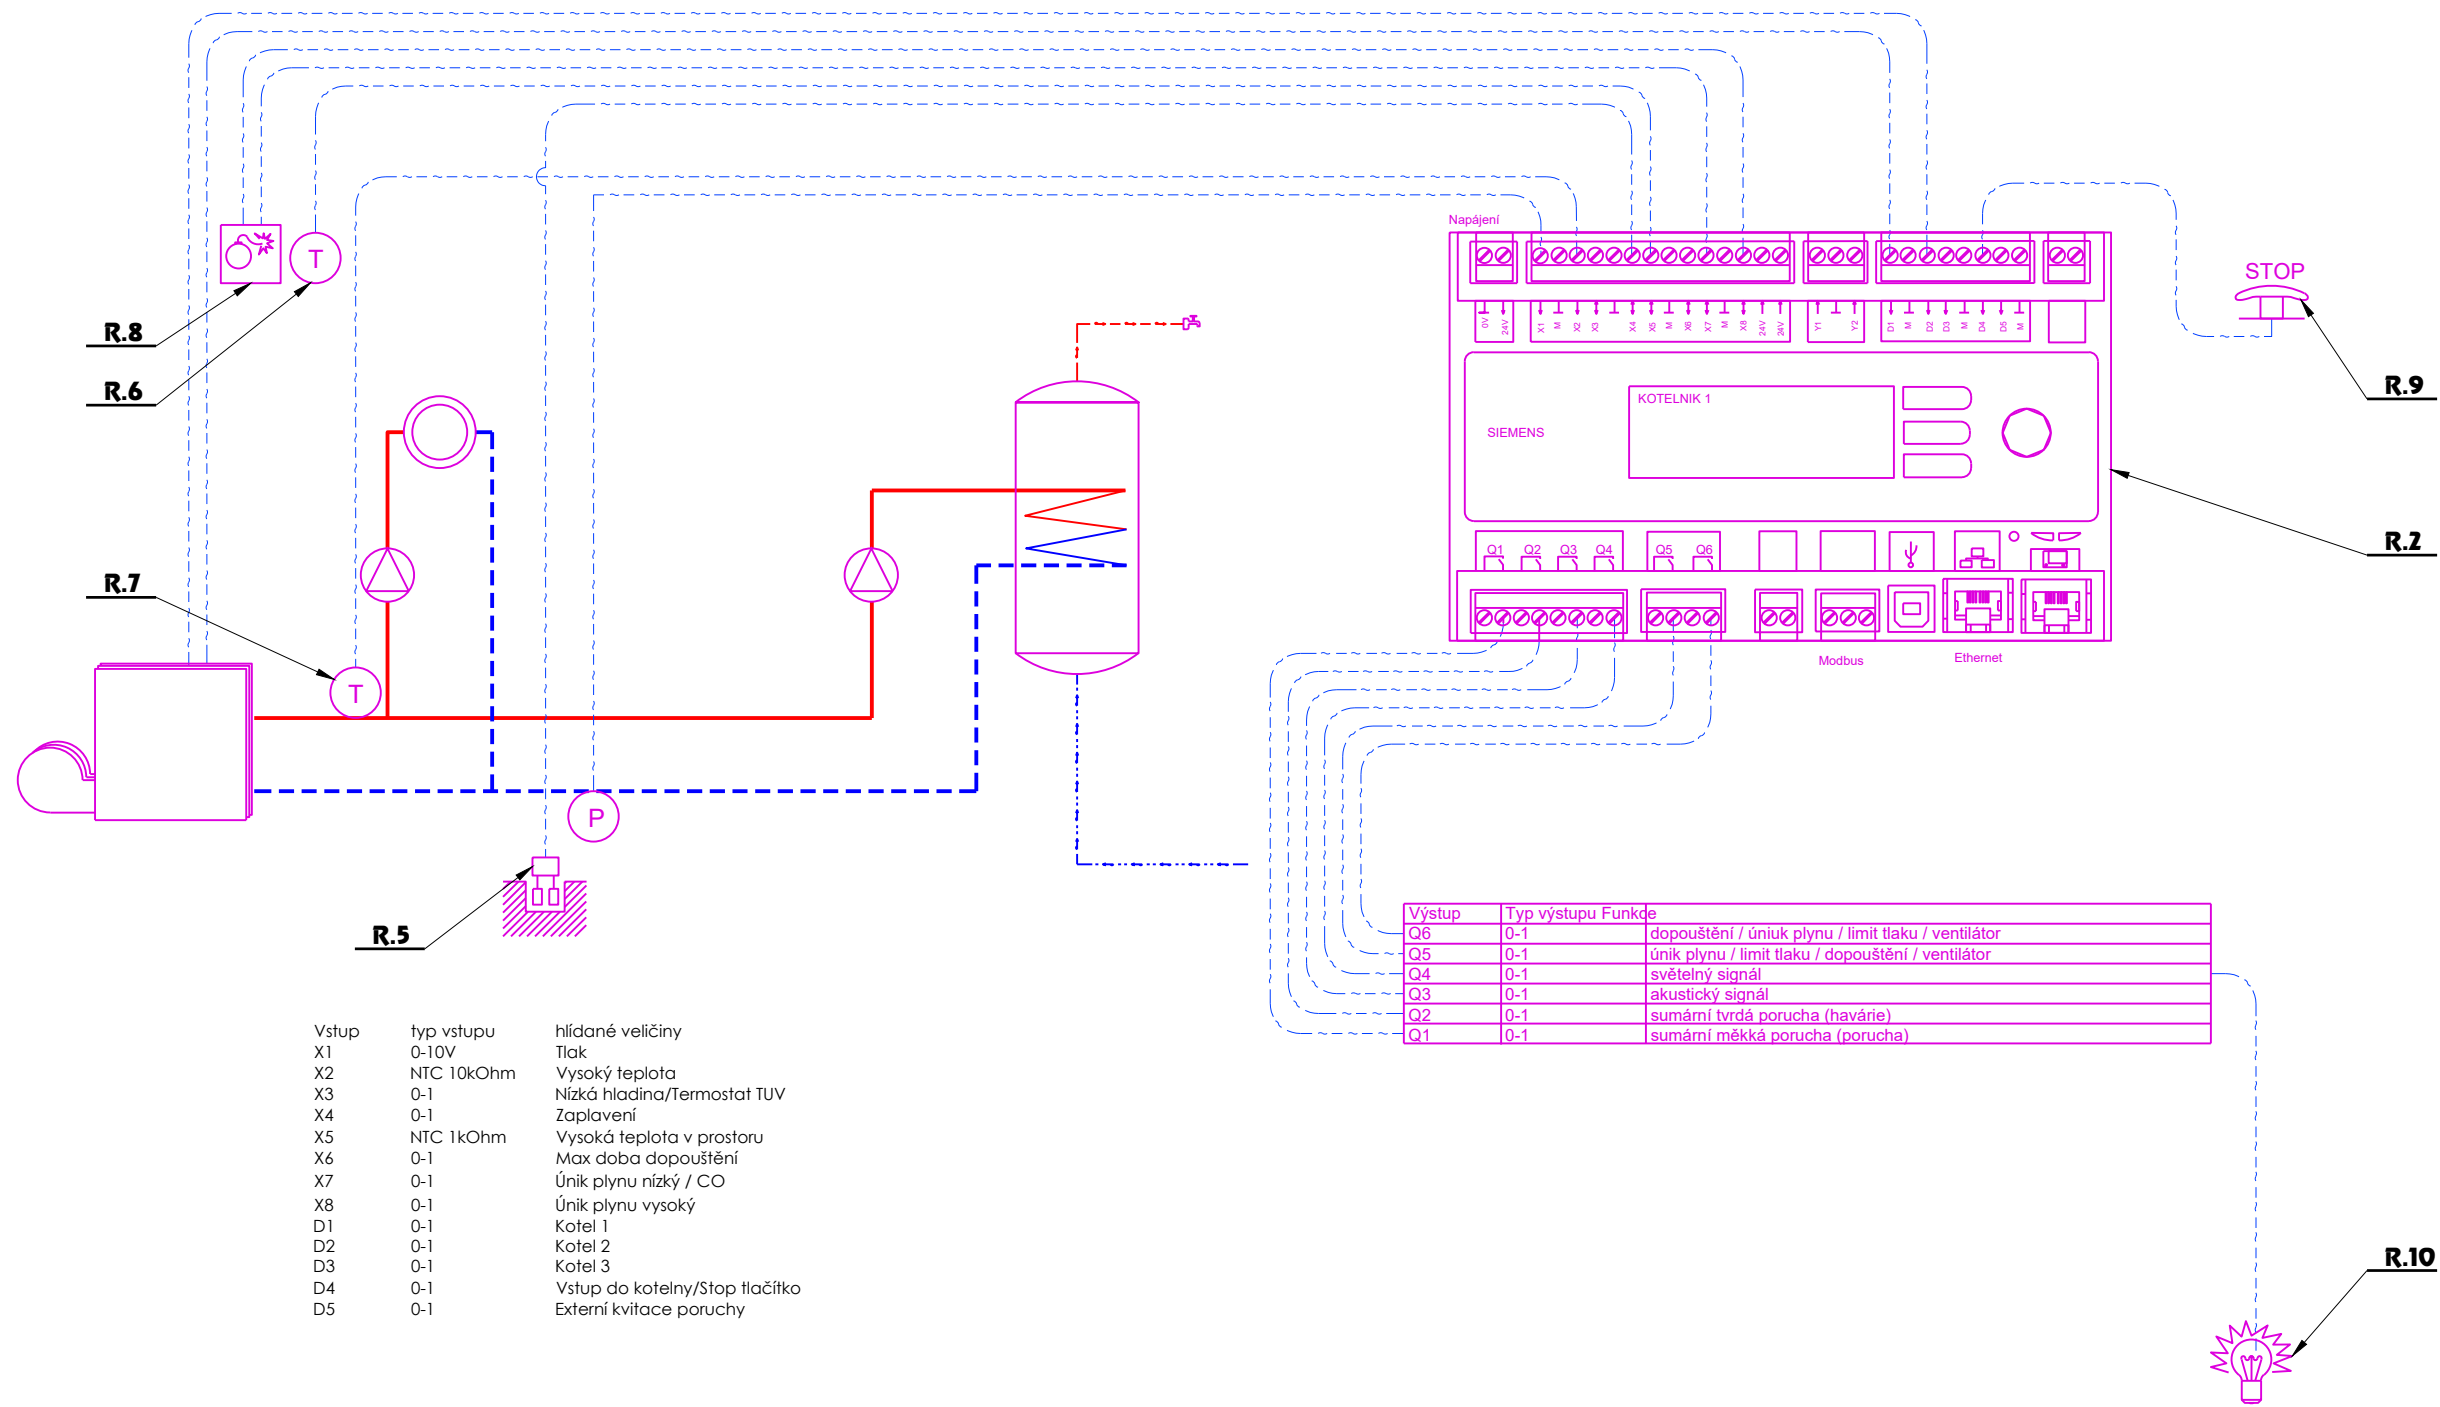 Napájení
STOP
T
R.8
R.6
R.9
0V 24V X1 M X2 X3 X4 X5 M X6 X7 M X8 24V 24V Y1 Y2 D1 M D2 D3 M D4 D5 M
KOTELNIK 1
SIEMENS
R.2
Q1 Q2 Q3 Q4 Q5 Q6
R.7
Modbus Ethernet
T
P
R.5
Výstup Typ výstupu Funkce
Q6 0-1 dopouštění / úniuk plynu / limit tlaku / ventilátor
Q5 0-1 únik plynu / limit tlaku / dopouštění / ventilátor
Q4 0-1 světelný signál
Q3 0-1 akustický signál
Q2 0-1 sumární tvrdá porucha (havárie)
Q1 0-1 sumární měkká porucha (porucha)
Vstup typ vstupu hlídané veličiny
X1 0-10V Tlak
X2 NTC 10kOhm Vysoký teplota
X3 0-1 Nízká hladina/Termostat TUV
X4 0-1 Zaplavení
X5 NTC 1kOhm Vysoká teplota v prostoru
X6 0-1 Max doba dopouštění
X7 0-1 Únik plynu nízký / CO
X8 0-1 Únik plynu vysoký
D1 0-1 Kotel 1
D2 0-1 Kotel 2
D3 0-1 Kotel 3
D4 0-1 Vstup do kotelny/Stop tlačítko
D5 0-1 Externí kvitace poruchy
R.10